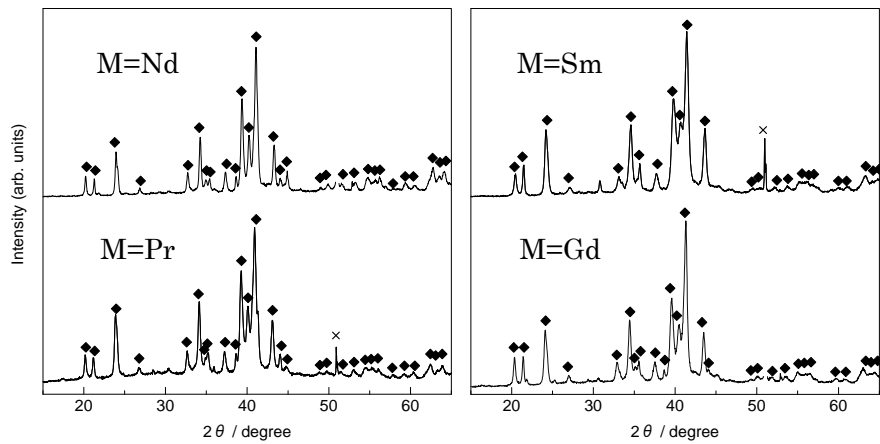 Intensity (arb. units)
M=Nd
M=Pr
20 30 40 50 60
2θ / degree
M=Sm
M=Gd
20 30 40 50 60
2θ / degree